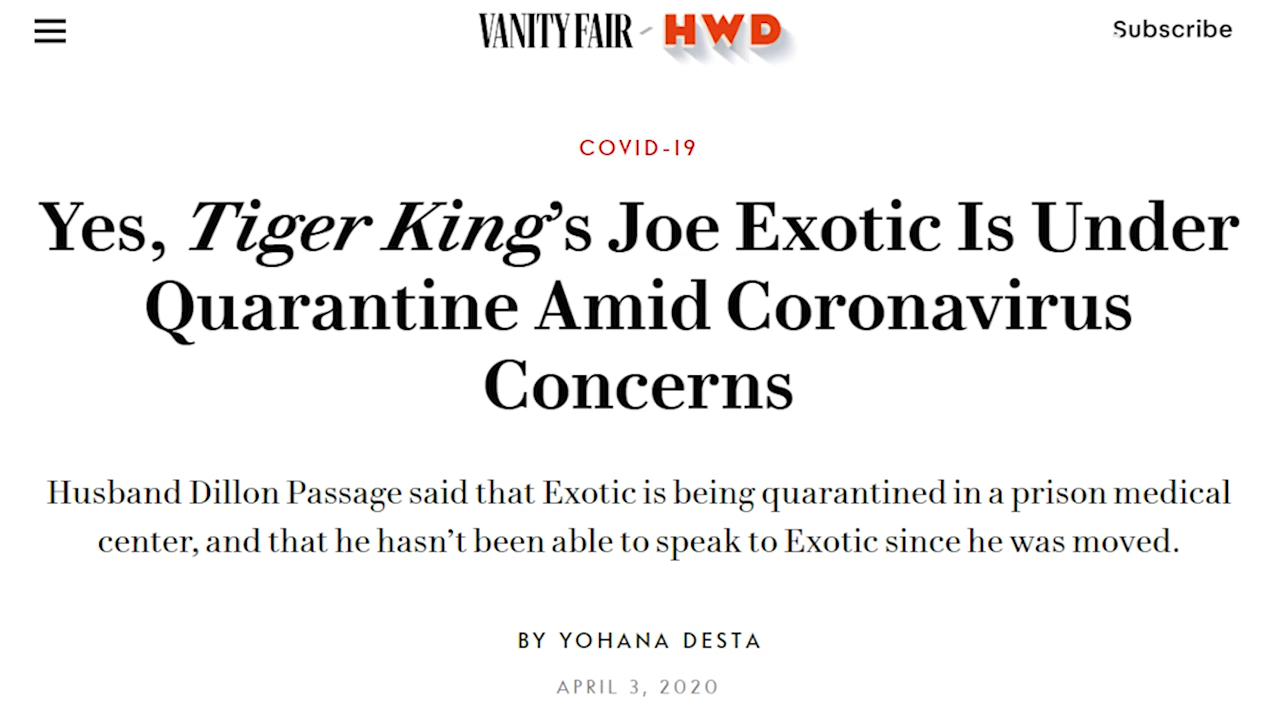 VANITY FAIR - HWD
Subscribe
COVID-19
Yes, Tiger King’s Joe Exotic Is Under
Quarantine Amid Coronavirus
Concerns
Husband Dillon Passage said that Exotic is being quarantined in a prison medical
center, and that he hasn’t been able to speak to Exotic since he was moved.
BY YOHANA DESTA
APRIL 3, 2020